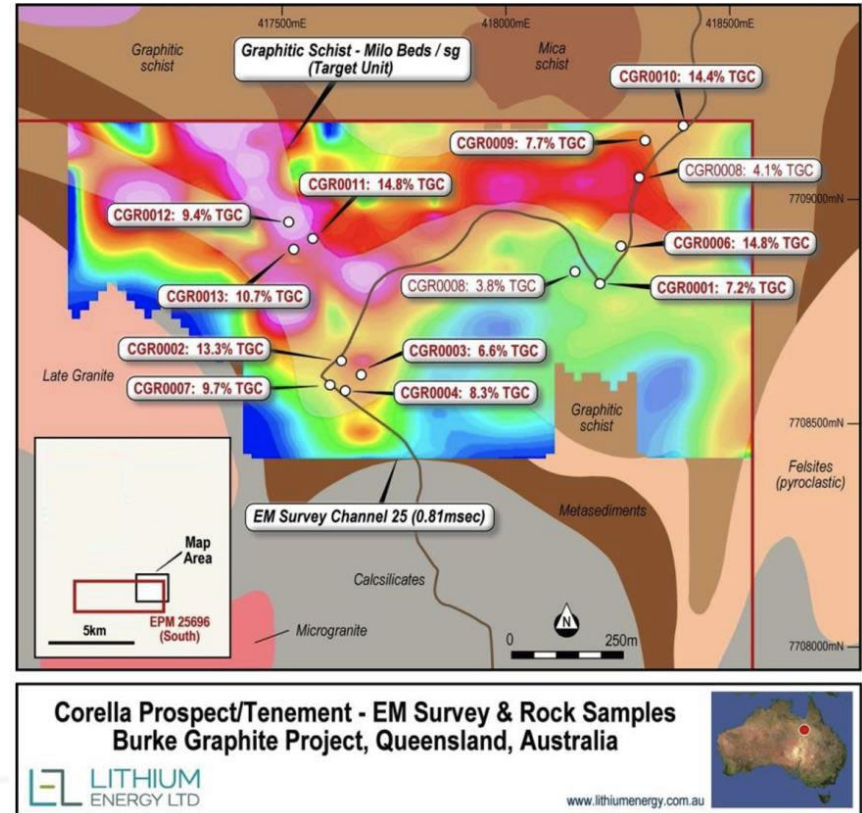 417500mE
418000mE
418500mE
Graphitic
schist
Graphitic Schist - Milo Beds / sg
(Target Unit)
Mica
schist
CGR0010: 14.4% TGC
CGR0009: 7.7% TGC
CGR0008: 4.1% TGC
CGR0011: 14.8% TGC
7709000mN
CGR0012: 9.4% TGC
CGR0006: 14.8% TGC
CGR0013: 10.7% TGC
CGR0008: 3.8% TGC
CGR0001: 7.2% TGC
CGR0002: 13.3% TGC
CGR0003: 6.6% TGC
Late Granite
CGR0007: 9.7% TGC
CGR0004: 8.3% TGC
Graphitic
schist
7708500mN
Felsites
(pyroclastic)
EM Survey Channel 25 (0.81msec)
Metasediments
Map
Area
Calcsilicates
5km
EPM 25696
(South)
Microgranite
N
0 250m
7708000mN
Corella Prospect/Tenement - EM Survey & Rock Samples
Burke Graphite Project, Queensland, Australia
LITHIUM
ENERGY LTD
www.lithiumenergy.com.au